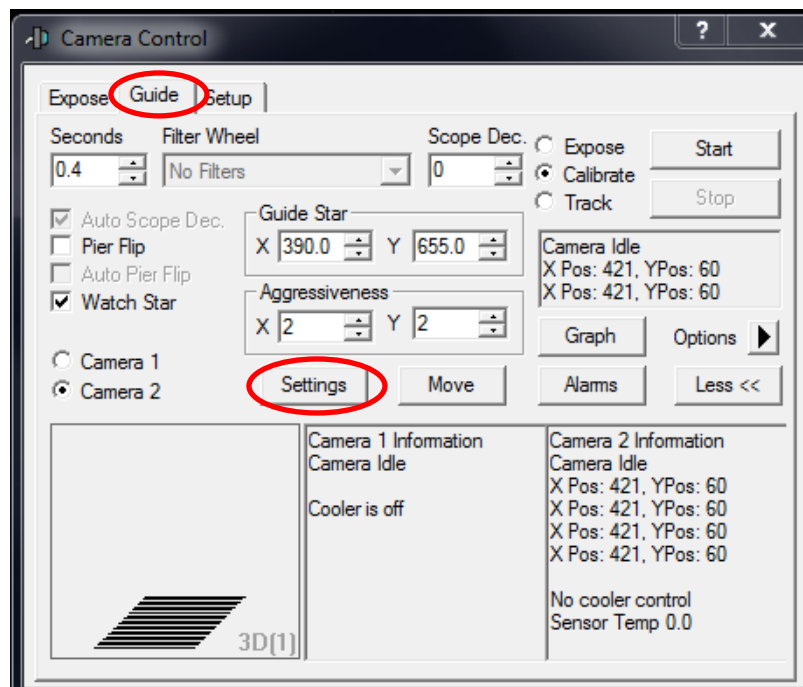 Camera Control
? x
Expose Guide Setup
Seconds Filter Wheel Scope Dec.
0.4 No Filters 0
Expose
Calibrate
Track
Start
Stop
Auto Scope Dec.
Pier Flip
Auto Pier Flip
Watch Star
Guide Star
X 390.0 Y 655.0
Aggressiveness
X 2 Y 2
Camera Idle
X Pos: 421, YPos: 60
X Pos: 421, YPos: 60
Graph Options
Camera 1
Camera 2
Settings Move Alarms Less <<
3D(1)
Camera 1 Information
Camera Idle
Cooler is off
Camera 2 Information
Camera Idle
X Pos: 421, YPos: 60
X Pos: 421, YPos: 60
X Pos: 421, YPos: 60
X Pos: 421, YPos: 60
No cooler control
Sensor Temp 0.0